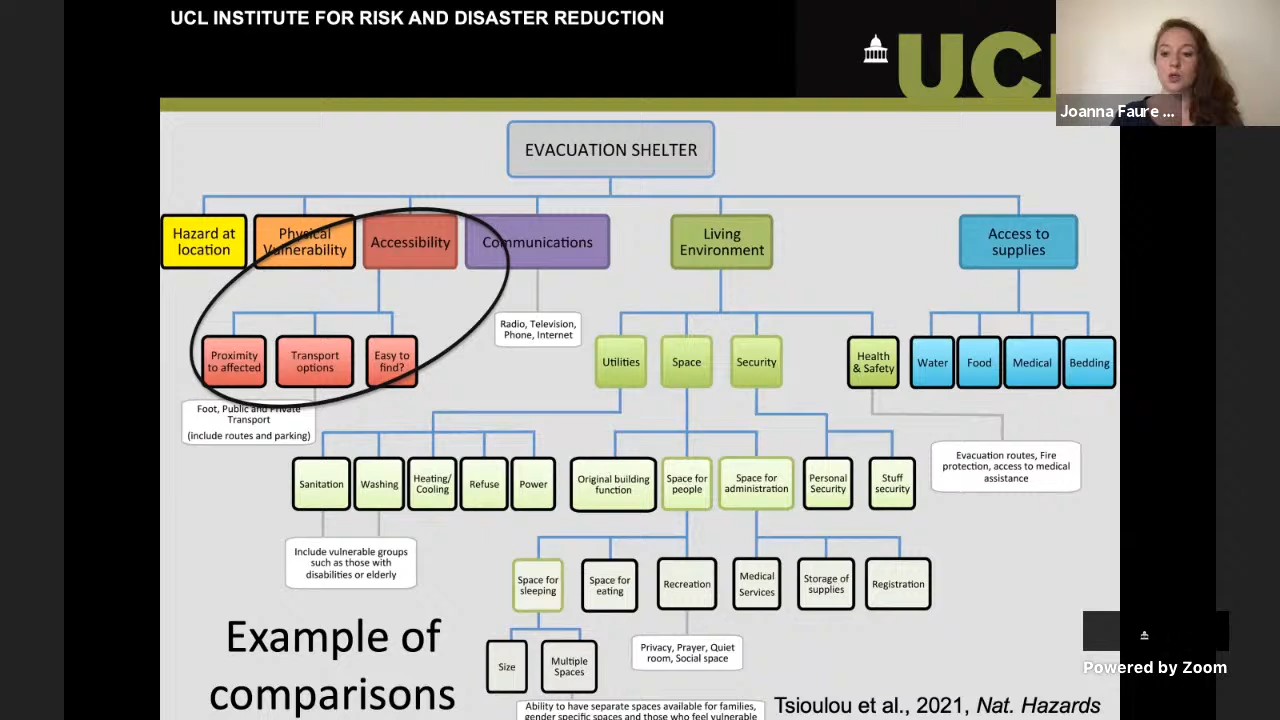 UCL INSTITUTE FOR RISK AND DISASTER REDUCTION
UC
Joanna Faure ...
EVACUATION SHELTER
Hazard at
location
Physical
Vulnerability
Accessibility
Communications
Living
Environment
Access to
supplies
Radio, Television,
Phone, Internet
Proximity
to affected
Transport
options
Easy to
find?
Utilities
Space
Security
Health
& Safety
Water
Food
Medical
Bedding
Foot, Public and Private
Transport
(include routes and parking)
Evacuation routes, Fire
protection, access to medical
assistance
Sanitation
Washing
Heating/
Cooling
Refuse
Power
Original building
function
Space for
people
Space for
administration
Personal
Security
Stuff
security
Include vulnerable groups
such as those with
disabilities or elderly
Space for
sleeping
Space for
eating
Recreation
Medical
Services
Storage of
supplies
Registration
Example of
comparisons
Size
Multiple
Spaces
Privacy, Prayer, Quiet
room, Social space
Powered by Zoom
Ability to have separate spaces available for families,
gender specific spaces and those who feel vulnerable
Tsioulou et al., 2021, Nat. Hazards